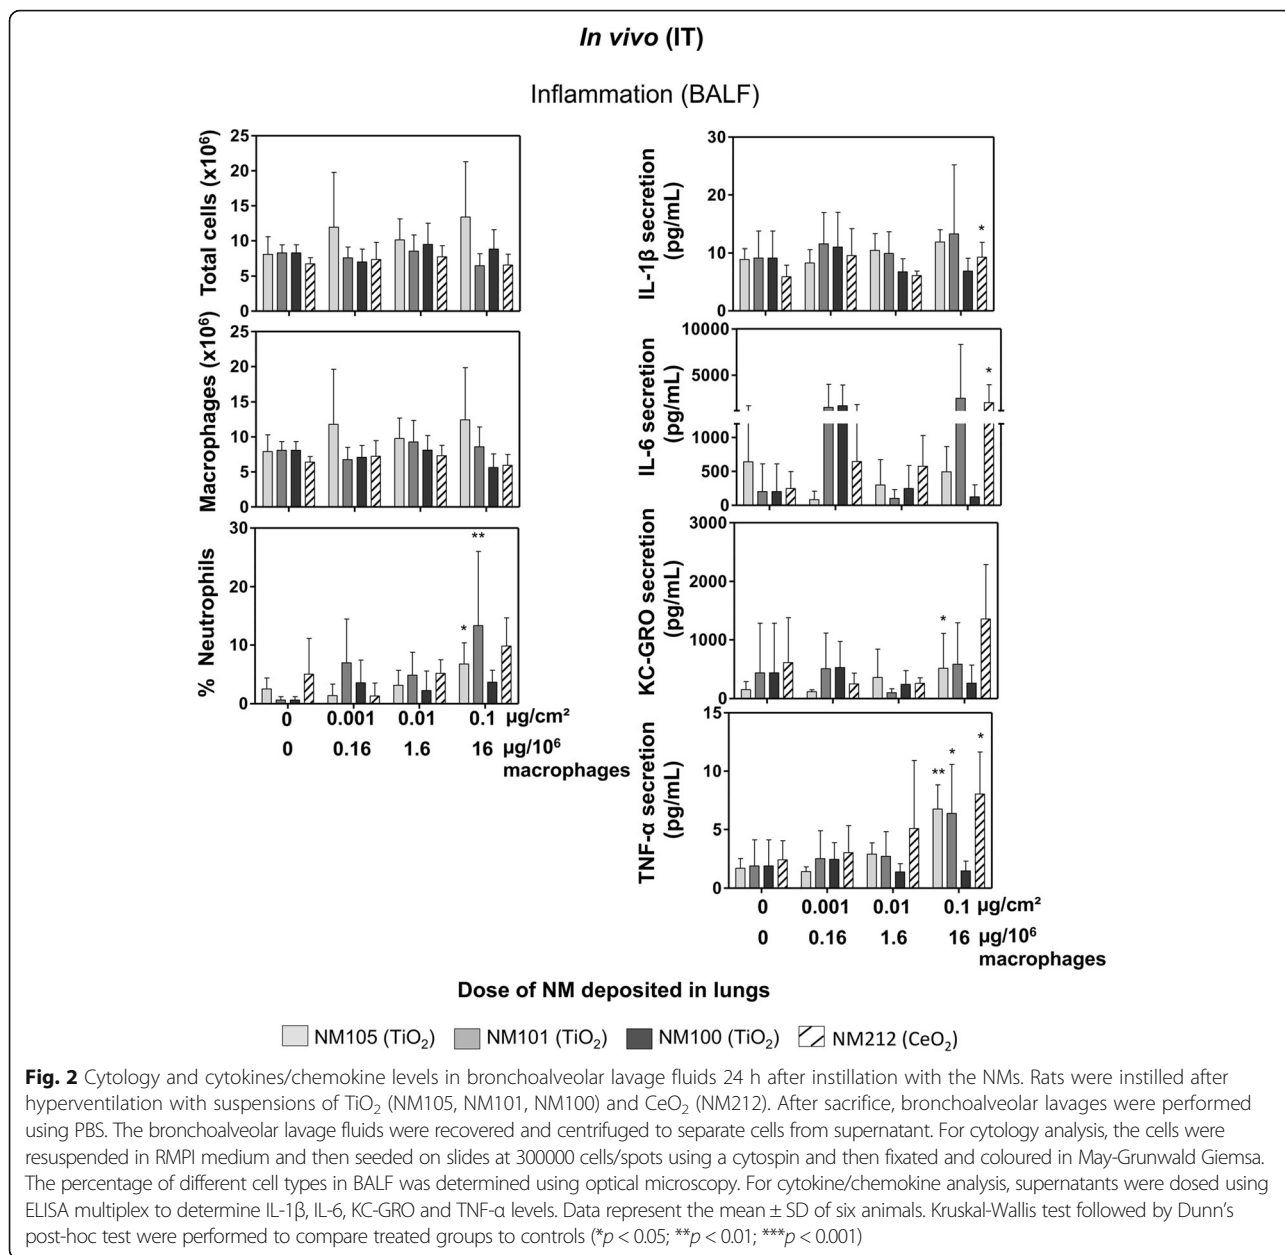 In vivo (IT)
Inflammation (BALF)
Total cells (x10⁶)
25
20
15
10
5
0
Macrophages (x10⁶)
25
20
15
10
5
0
% Neutrophils
30
20
10
0
*
**
0 0.001 0.01 0.1 µg/cm²
0 0.16 1.6 16 µg/10⁶
macrophages
IL-1β secretion
(pg/mL)
30
20
10
0
*
IL-6 secretion
(pg/mL)
10000
5000
1000
500
0
*
KC-GRO secretion
(pg/mL)
3000
2000
1000
0
*
TNF-α secretion
(pg/mL)
15
10
5
0
**
*
*
0 0.001 0.01 0.1 µg/cm²
0 0.16 1.6 16 µg/10⁶
macrophages
Dose of NM deposited in lungs
NM105 (TiO₂) NM101 (TiO₂) NM100 (TiO₂) NM212 (CeO₂)
Fig. 2 Cytology and cytokines/chemokine levels in bronchoalveolar lavage fluids 24 h after instillation with the NMs. Rats were instilled after
hyperventilation with suspensions of TiO₂ (NM105, NM101, NM100) and CeO₂ (NM212). After sacrifice, bronchoalveolar lavages were performed
using PBS. The bronchoalveolar lavage fluids were recovered and centrifuged to separate cells from supernatant. For cytology analysis, the cells were
resuspended in RMPI medium and then seeded on slides at 300000 cells/spots using a cytospin and then fixated and coloured in May-Grunwald Giemsa.
The percentage of different cell types in BALF was determined using optical microscopy. For cytokine/chemokine analysis, supernatants were dosed using
ELISA multiplex to determine IL-1β, IL-6, KC-GRO and TNF-α levels. Data represent the mean ± SD of six animals. Kruskal-Wallis test followed by Dunn's
post-hoc test were performed to compare treated groups to controls (*p < 0.05; **p < 0.01; ***p < 0.001)